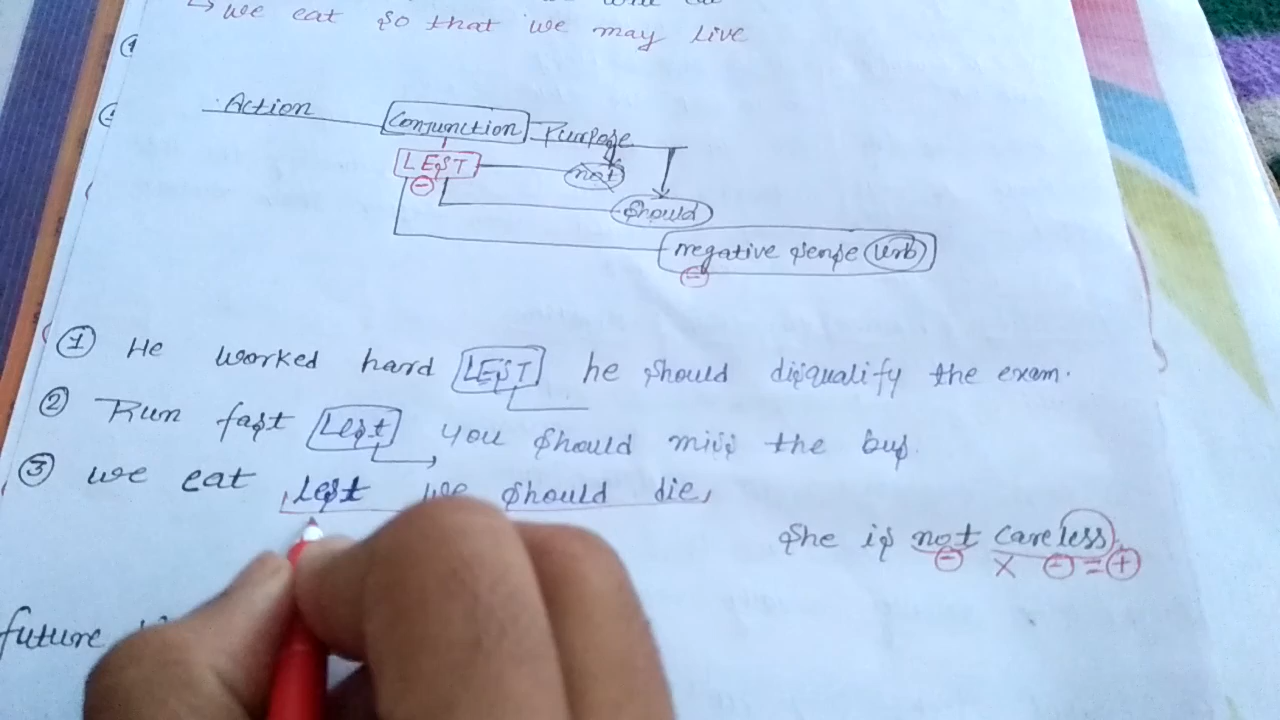 we eat so that we may live
Action Conjunction Purpose
LEST not
should
negative sense verb
① He worked hard LEST he should disqualify the exam.
② Run fast Lest you should miss the bus.
③ we eat Lest we should die,
She is not careless.
- × - = +
future